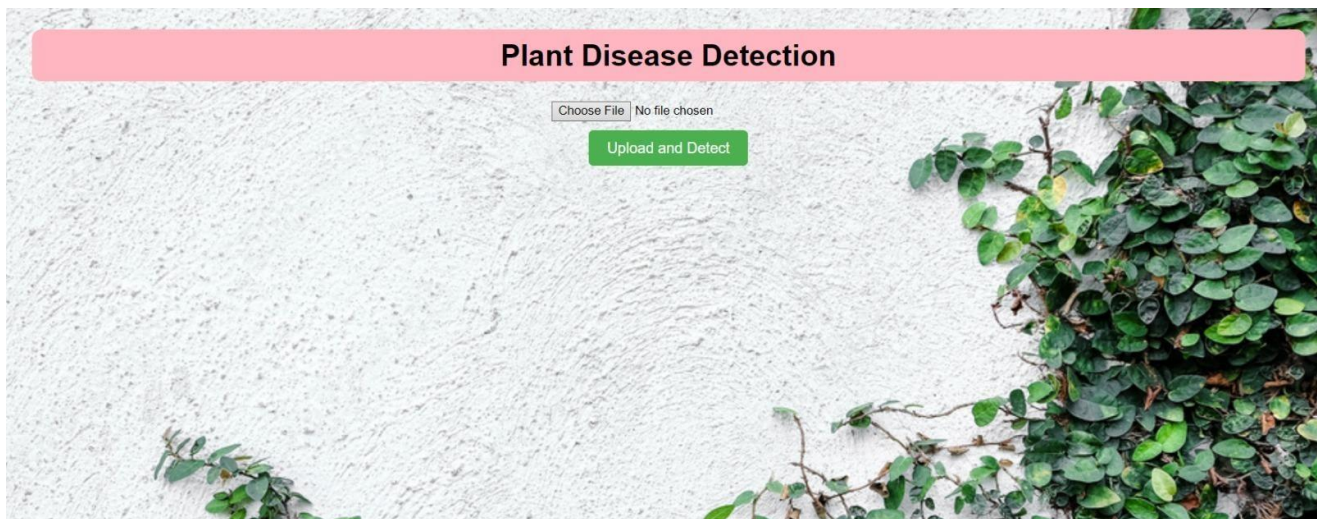 Plant Disease Detection
Choose File No file chosen
Upload and Detect